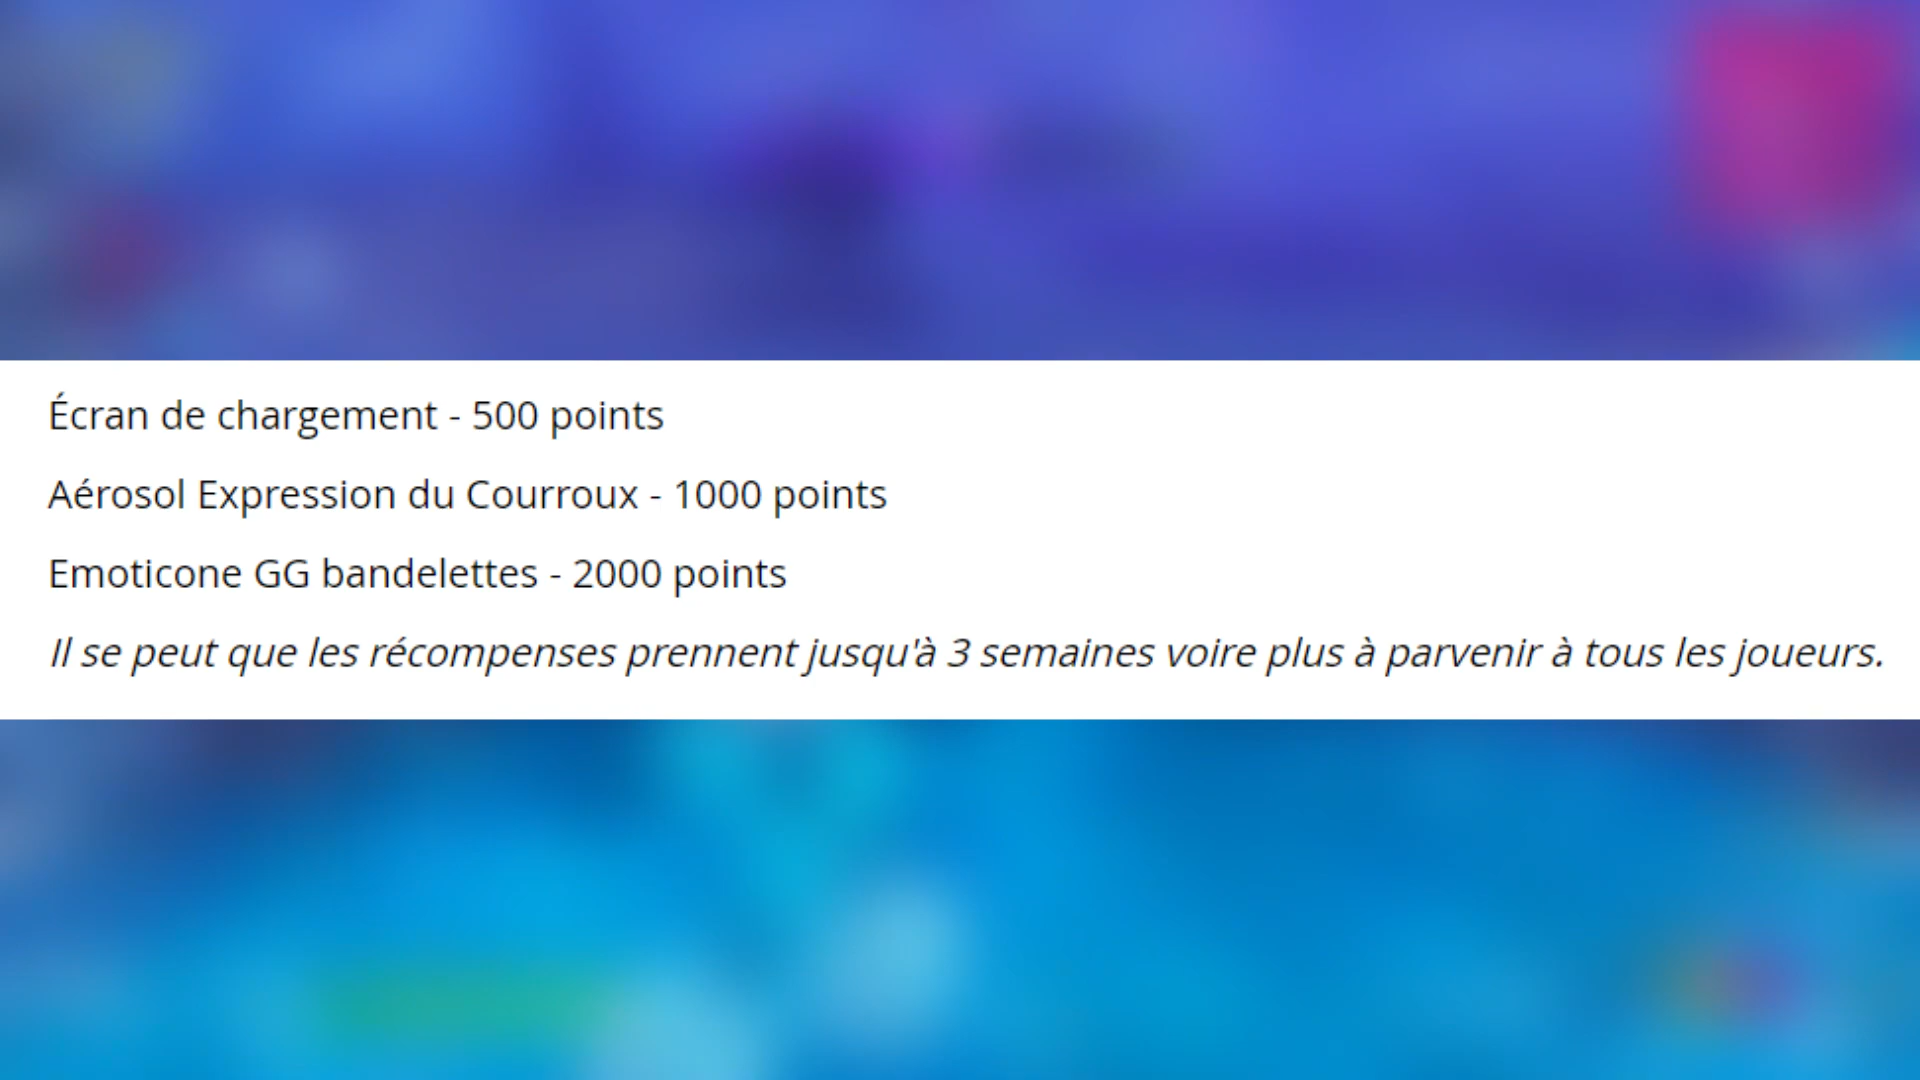 Écran de chargement - 500 points
Aérosol Expression du Courroux - 1000 points
Emoticone GG bandelettes - 2000 points
Il se peut que les récompenses prennent jusqu'à 3 semaines voire plus à parvenir à tous les joueurs.